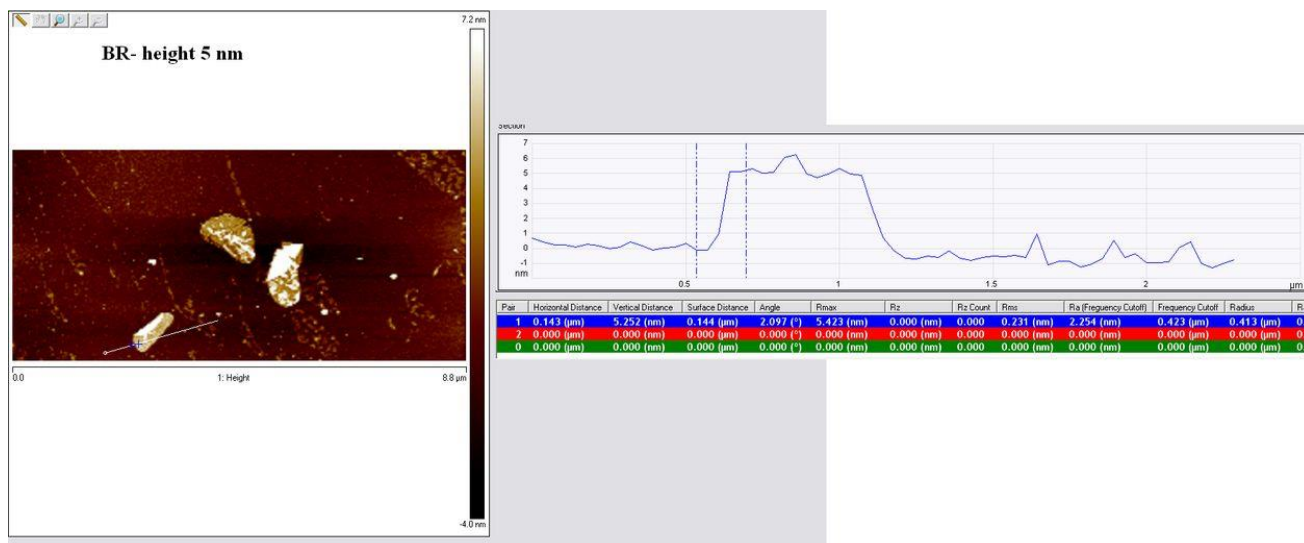 7.2 nm
BR- height 5 nm
-4.0 nm
0.0 1: Height 8.8 µm
Section
7
6
5
4
3
2
1
0
-1
nm
0.5 1 1.5 2 µm
Pair Horizontal Distance Vertical Distance Surface Distance Angle Rmax Rz Rz Count Rms Ra (Freguency Cutoff) Frequency Cutoff Radius R
1 0.143 (µm) 5.252 (nm) 0.144 (µm) 2.097 (°) 5.423 (nm) 0.000 (nm) 0.000 0.231 (nm) 2.254 (nm) 0.423 (µm) 0.413 (µm) 0.
2 0.000 (µm) 0.000 (nm) 0.000 (µm) 0.000 (°) 0.000 (nm) 0.000 (nm) 0.000 0.000 (nm) 0.000 (nm) 0.000 (µm) 0.000 (µm) 0.
0 0.000 (µm) 0.000 (nm) 0.000 (µm) 0.000 (°) 0.000 (nm) 0.000 (nm) 0.000 0.000 (nm) 0.000 (nm) 0.000 (µm) 0.000 (µm) 0.